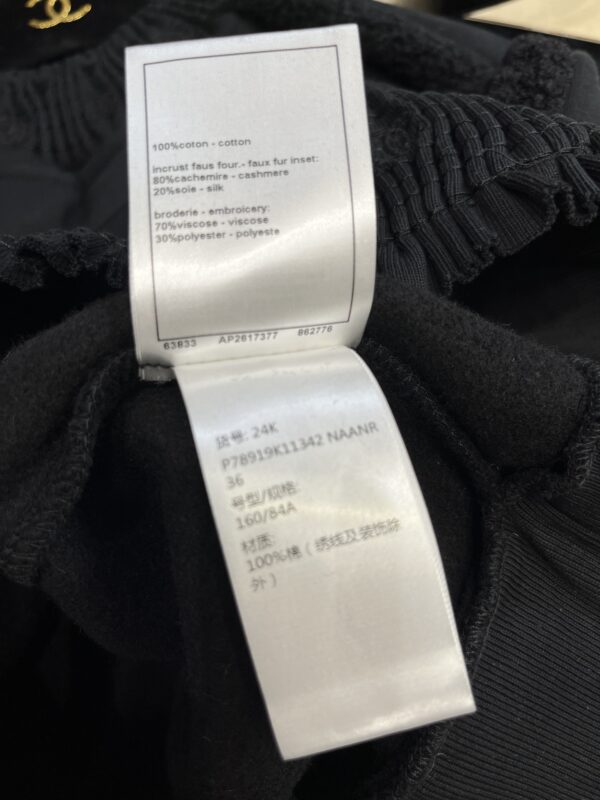 100%coton - cotton
incrust faus four.- faux fur inset:
80%cachemire - cashmere
20%soie - silk
broderie - embroicery:
70%viscose - viscose
30%polyester - polyeste
63833 AP2617377 862776
货号: 24K
P78919K11342 NAANR
36
号型/规格:
160/84A
材质:
100%棉（绣线及装饰除
外）